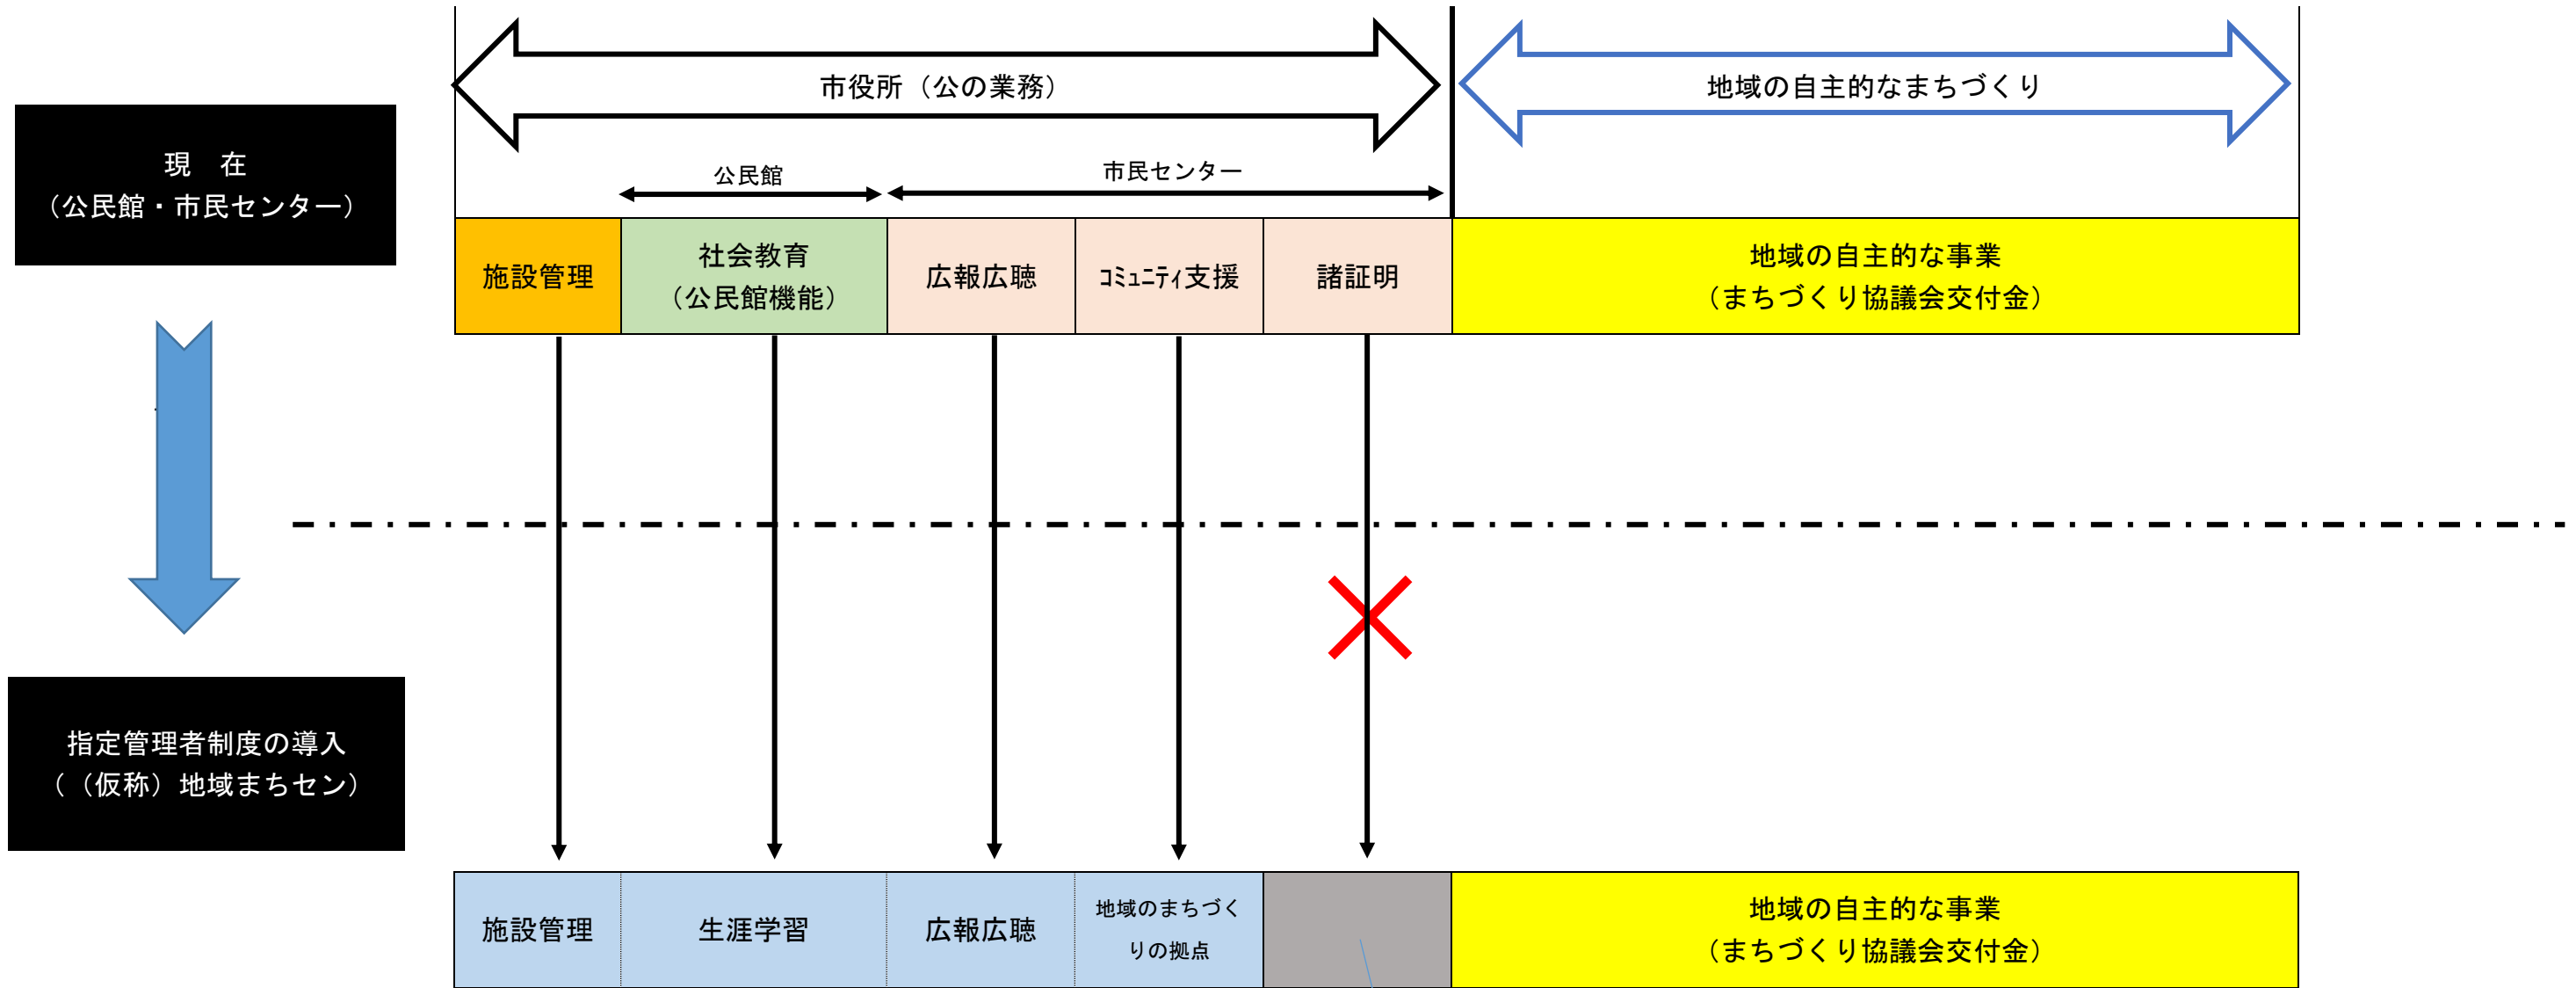 市役所（公の業務）
地域の自主的なまちづくり
現　在
（公民館・市民センター）
公民館
市民センター
施設管理
社会教育
（公民館機能）
広報広聴
ｺﾐｭﾆﾃｨ支援
諸証明
地域の自主的な事業
（まちづくり協議会交付金）
指定管理者制度の導入
（（仮称）地域まちセン）
施設管理
生涯学習
広報広聴
地域のまちづく
りの拠点
地域の自主的な事業
（まちづくり協議会交付金）